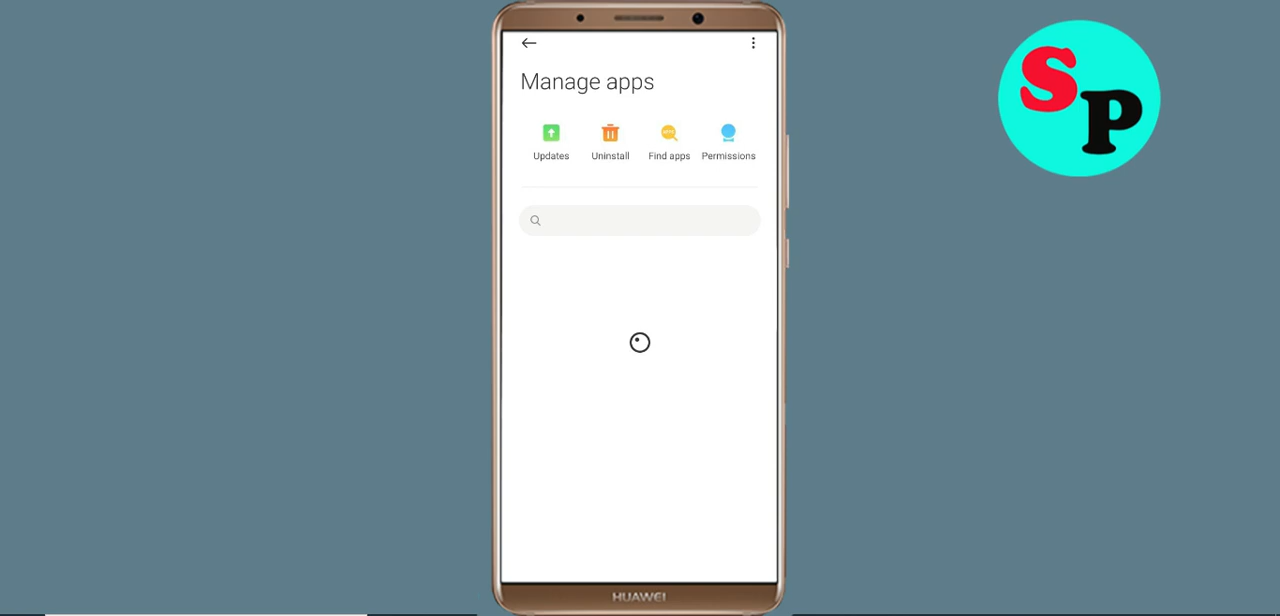 Manage apps
Updates
Uninstall
Find apps
Permissions
HUAWEI
SP